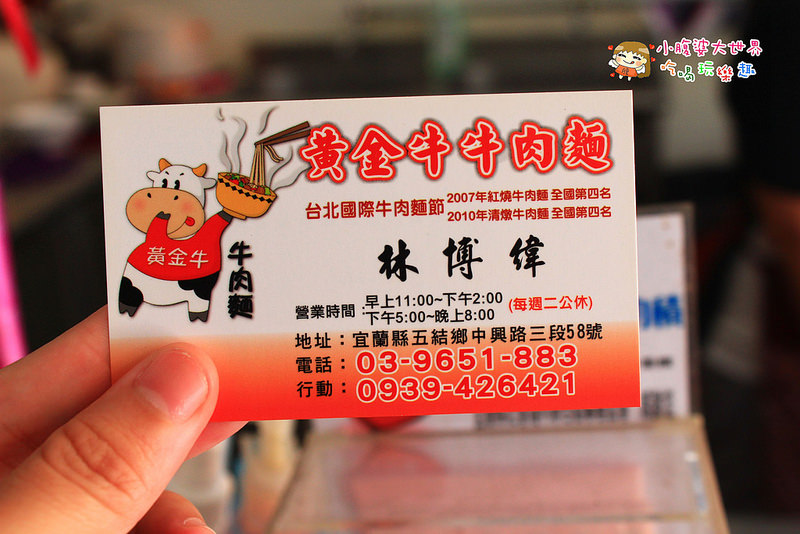 小腹婆大世界
吃喝玩樂趣
黃金牛牛肉麵
台北國際牛肉麵節
2007年紅燒牛肉麵 全國第四名
2010年清燉牛肉麵 全國第四名
黃金牛
牛肉麵
林博偉
營業時間：
早上11:00~下午2:00
下午5:00~晚上8:00
(每週二公休)
地址：宜蘭縣五結鄉中興路三段58號
電話：03-9651-883
行動：0939-426421